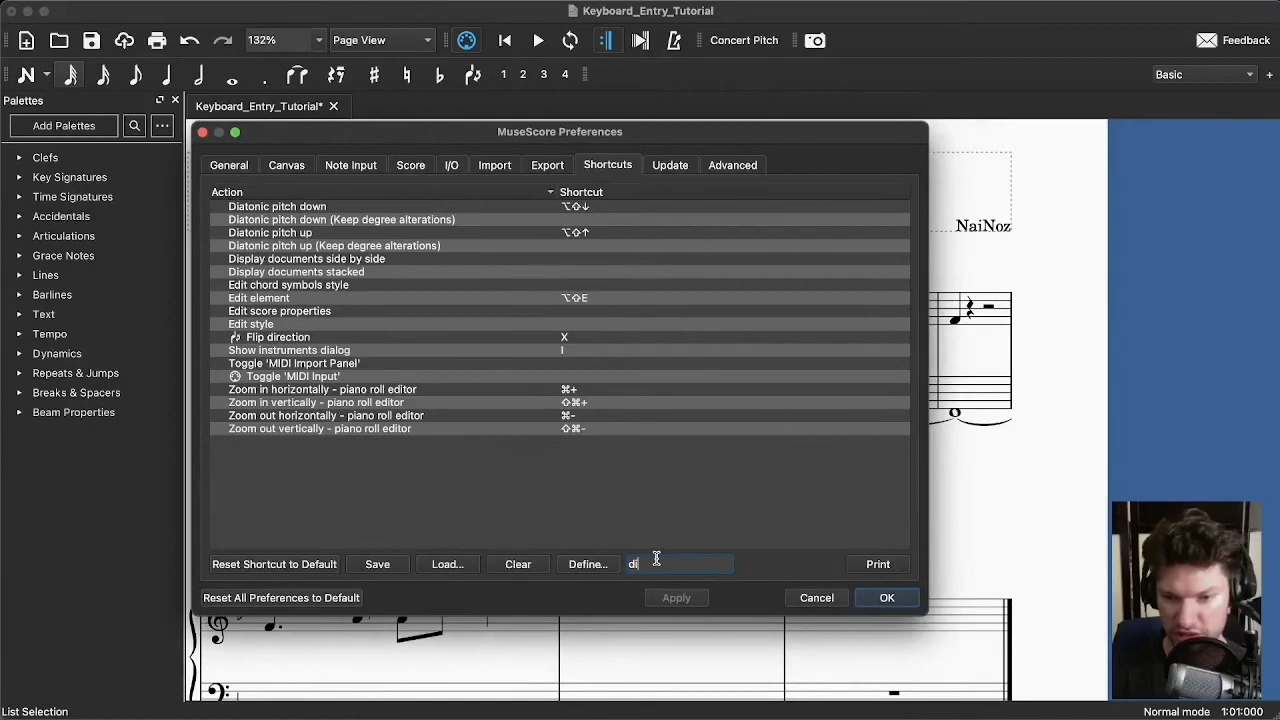 Keyboard_Entry_Tutorial
132%
Page View
Concert Pitch
Feedback
1 2 3 4
Basic
+
Palettes
Keyboard_Entry_Tutorial*
Add Palettes
Clefs
Key Signatures
Time Signatures
Accidentals
Articulations
Grace Notes
Lines
Barlines
Text
Tempo
Dynamics
Repeats & Jumps
Breaks & Spacers
Beam Properties
MuseScore Preferences
General Canvas Note Input Score I/O Import Export Shortcuts Update Advanced
Action Shortcut
Diatonic pitch down ⌥⇧↓
Diatonic pitch down (Keep degree alterations)
Diatonic pitch up ⌥⇧↑
Diatonic pitch up (Keep degree alterations)
Display documents side by side
Display documents stacked
Edit chord symbols style
Edit element ⌥⇧E
Edit score properties
Edit style
Flip direction X
Show instruments dialog I
Toggle 'MIDI Import Panel'
Toggle 'MIDI Input'
Zoom in horizontally - piano roll editor ⌘+
Zoom in vertically - piano roll editor ⇧⌘+
Zoom out horizontally - piano roll editor ⌘-
Zoom out vertically - piano roll editor ⇧⌘-
Reset Shortcut to Default Save Load... Clear Define... di Print
Reset All Preferences to Default Apply Cancel OK
NaiNoz
List Selection
Normal mode 1:01:000